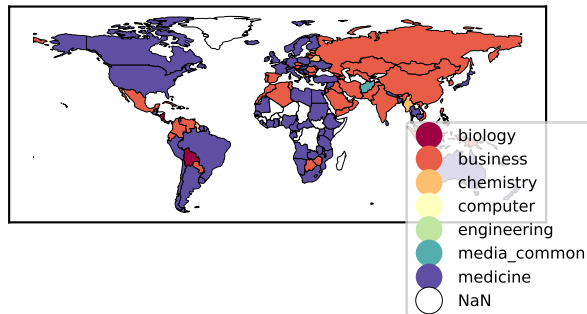 biology
business
chemistry
computer
engineering
media_common
medicine
NaN